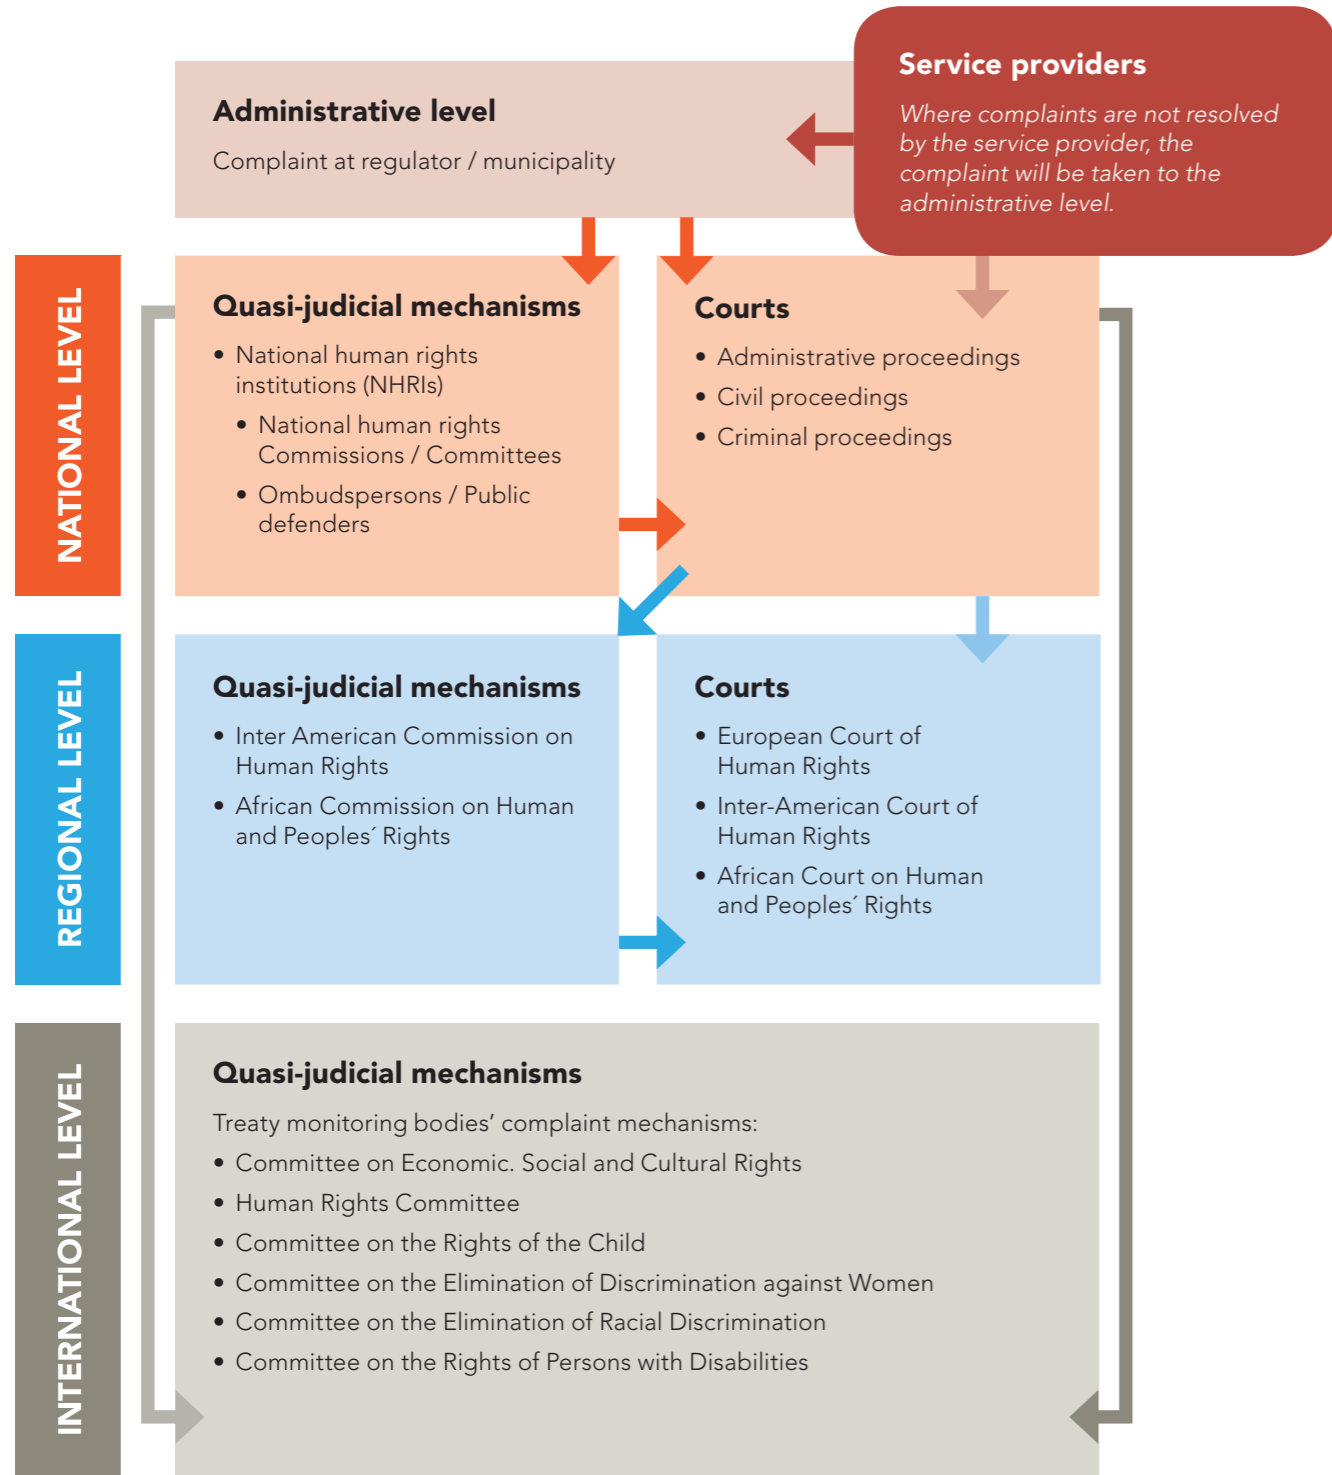 Service providers
Where complaints are not resolved
by the service provider, the
complaint will be taken to the
administrative level.
Administrative level
Complaint at regulator / municipality
NATIONAL LEVEL
Quasi-judicial mechanisms
• National human rights
institutions (NHRIs)
• National human rights
Commissions / Committees
• Ombudspersons / Public
defenders
Courts
• Administrative proceedings
• Civil proceedings
• Criminal proceedings
REGIONAL LEVEL
Quasi-judicial mechanisms
• Inter American Commission on
Human Rights
• African Commission on Human
and Peoples´ Rights
Courts
• European Court of
Human Rights
• Inter-American Court of
Human Rights
• African Court on Human
and Peoples´ Rights
INTERNATIONAL LEVEL
Quasi-judicial mechanisms
Treaty monitoring bodies’ complaint mechanisms:
• Committee on Economic. Social and Cultural Rights
• Human Rights Committee
• Committee on the Rights of the Child
• Committee on the Elimination of Discrimination against Women
• Committee on the Elimination of Racial Discrimination
• Committee on the Rights of Persons with Disabilities